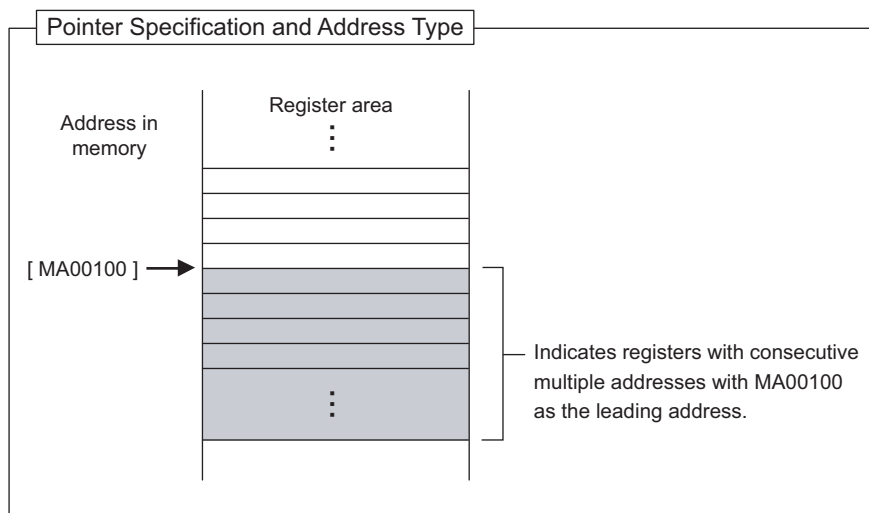 Pointer Specification and Address Type
Register area
Address in
memory
[ MA00100 ]
Indicates registers with consecutive
multiple addresses with MA00100
as the leading address.